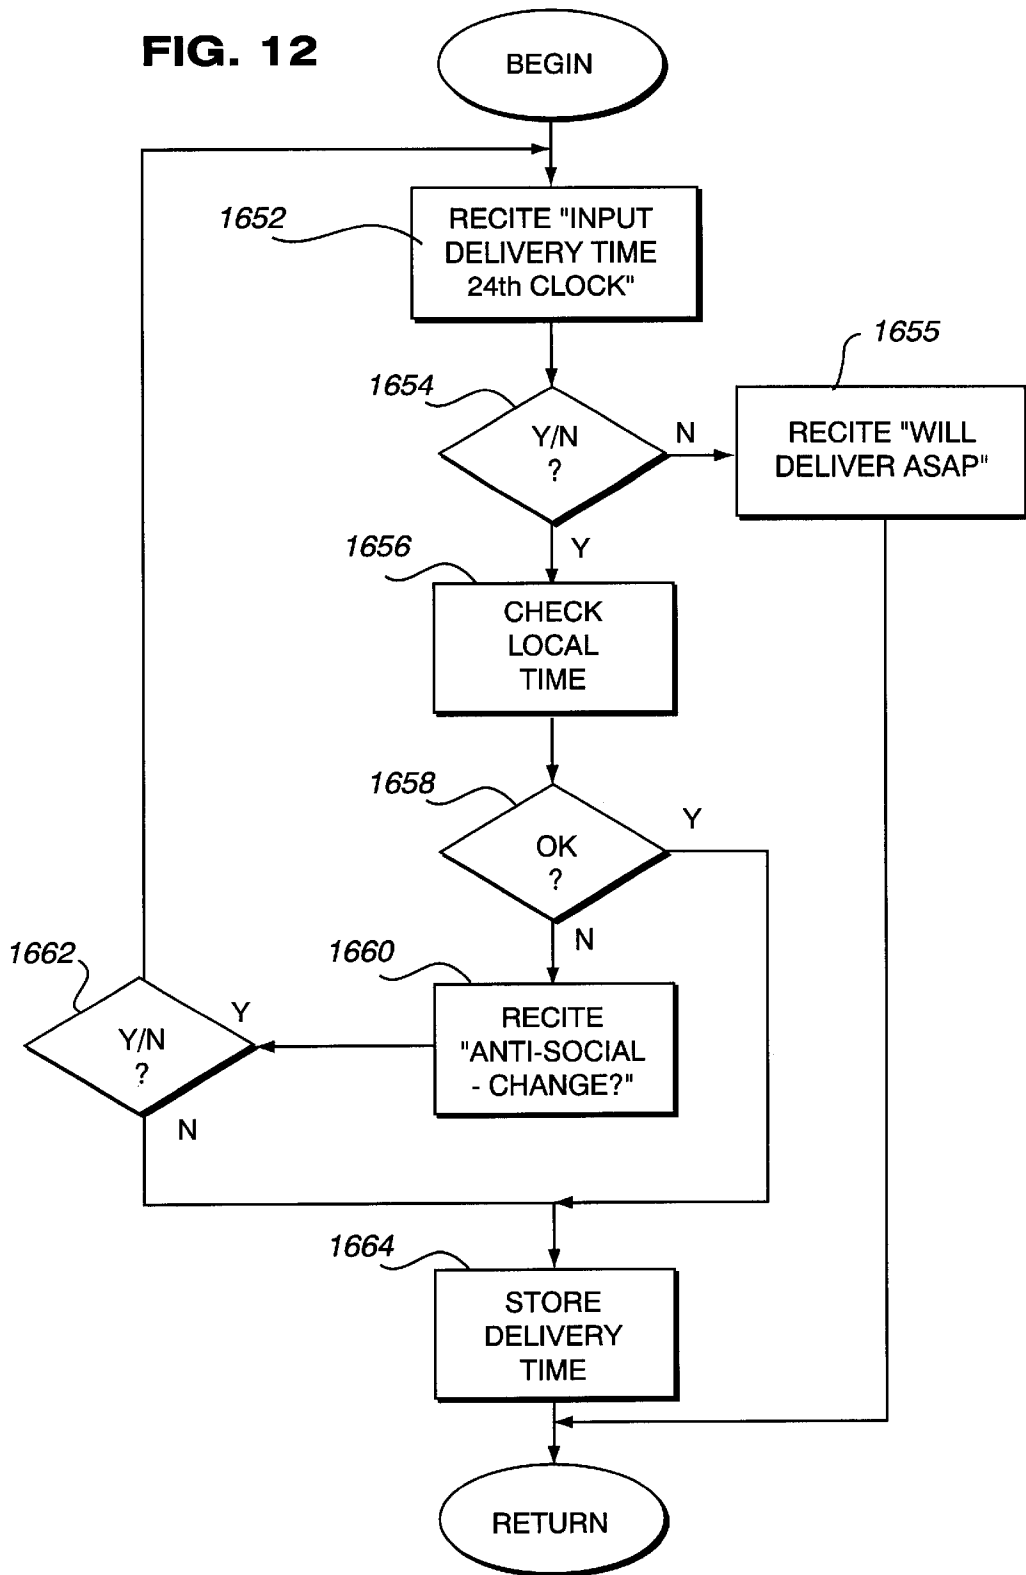 FIG. 12
BEGIN
1652
RECITE "INPUT
DELIVERY TIME
24th CLOCK"
1655
1654
Y/N
?
N
RECITE "WILL
DELIVER ASAP"
Y
1656
CHECK
LOCAL
TIME
1658
OK
?
Y
N
1662
Y/N
?
Y
N
1660
RECITE
"ANTI-SOCIAL
- CHANGE?"
1664
STORE
DELIVERY
TIME
RETURN